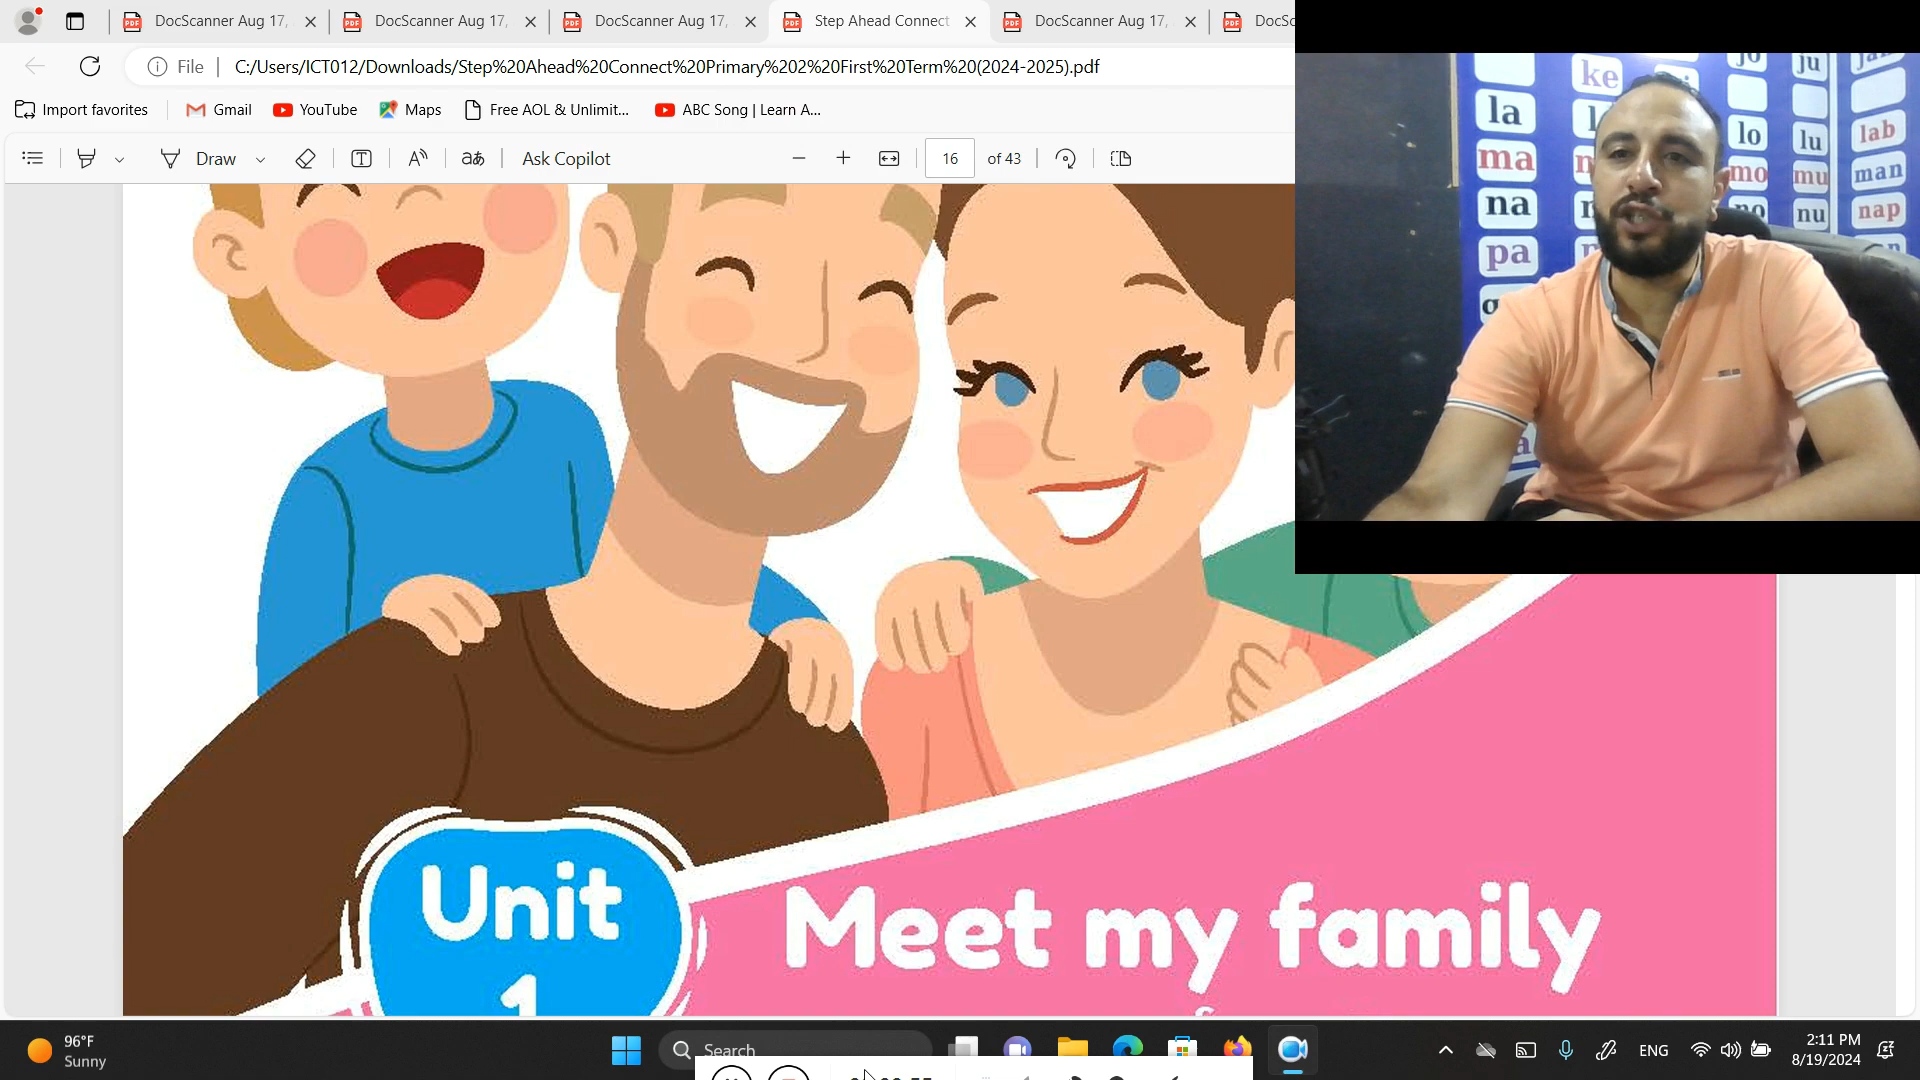 DocScanner Aug 17,
DocScanner Aug 17,
DocScanner Aug 17,
Step Ahead Connect
DocScanner Aug 17,
File
C:/Users/ICT012/Downloads/Step%20Ahead%20Connect%20Primary%202%20First%20Term%20(2024-2025).pdf
Import favorites
Gmail
YouTube
Maps
Free AOL & Unlimit...
ABC Song | Learn A...
Draw
Ask Copilot
16
of 43
ke
ju
la
lo
lu
lab
ma
mo
mu
man
na
no
nu
nap
pa
Unit
1
Meet my family
96°F
Sunny
Search
ENG
2:11 PM
8/19/2024